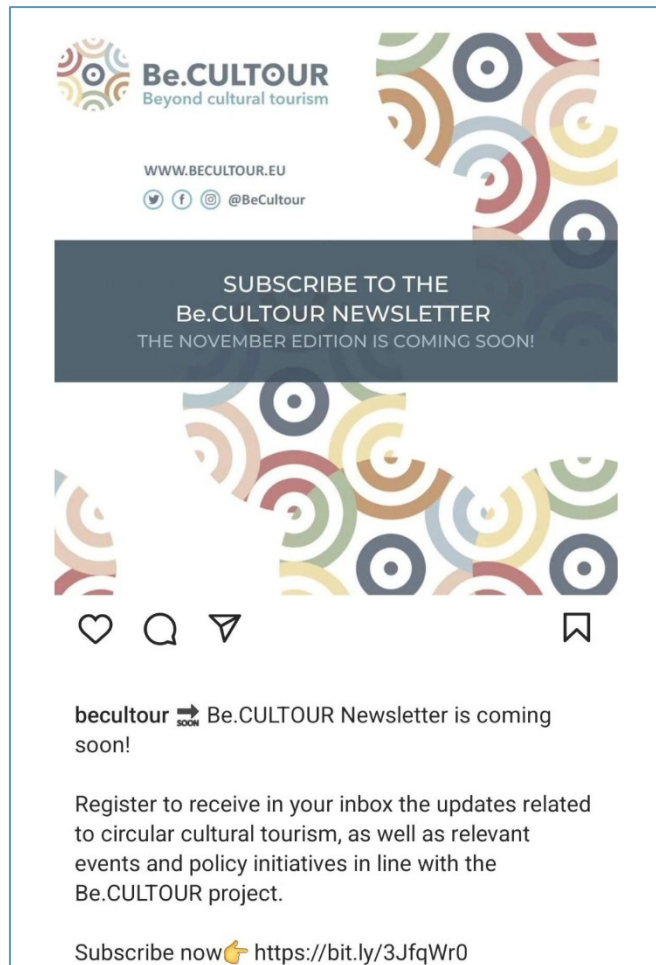 Be.CULTOUR
Beyond cultural tourism
WWW.BECULTOUR.EU
@BeCultour
SUBSCRIBE TO THE
Be.CULTOUR NEWSLETTER
THE NOVEMBER EDITION IS COMING SOON!
becultour 🔜 Be.CULTOUR Newsletter is coming
soon!
Register to receive in your inbox the updates related
to circular cultural tourism, as well as relevant
events and policy initiatives in line with the
Be.CULTOUR project.
Subscribe now👉 https://bit.ly/3JfqWr0